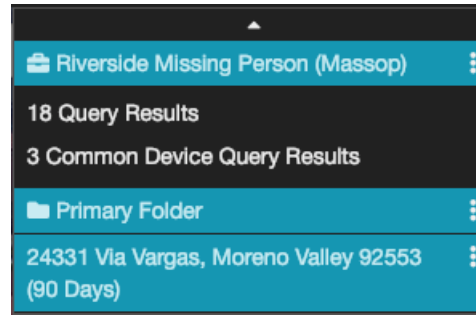 Riverside Missing Person (Massop)
18 Query Results
3 Common Device Query Results
Primary Folder
24331 Via Vargas, Moreno Valley 92553
(90 Days)